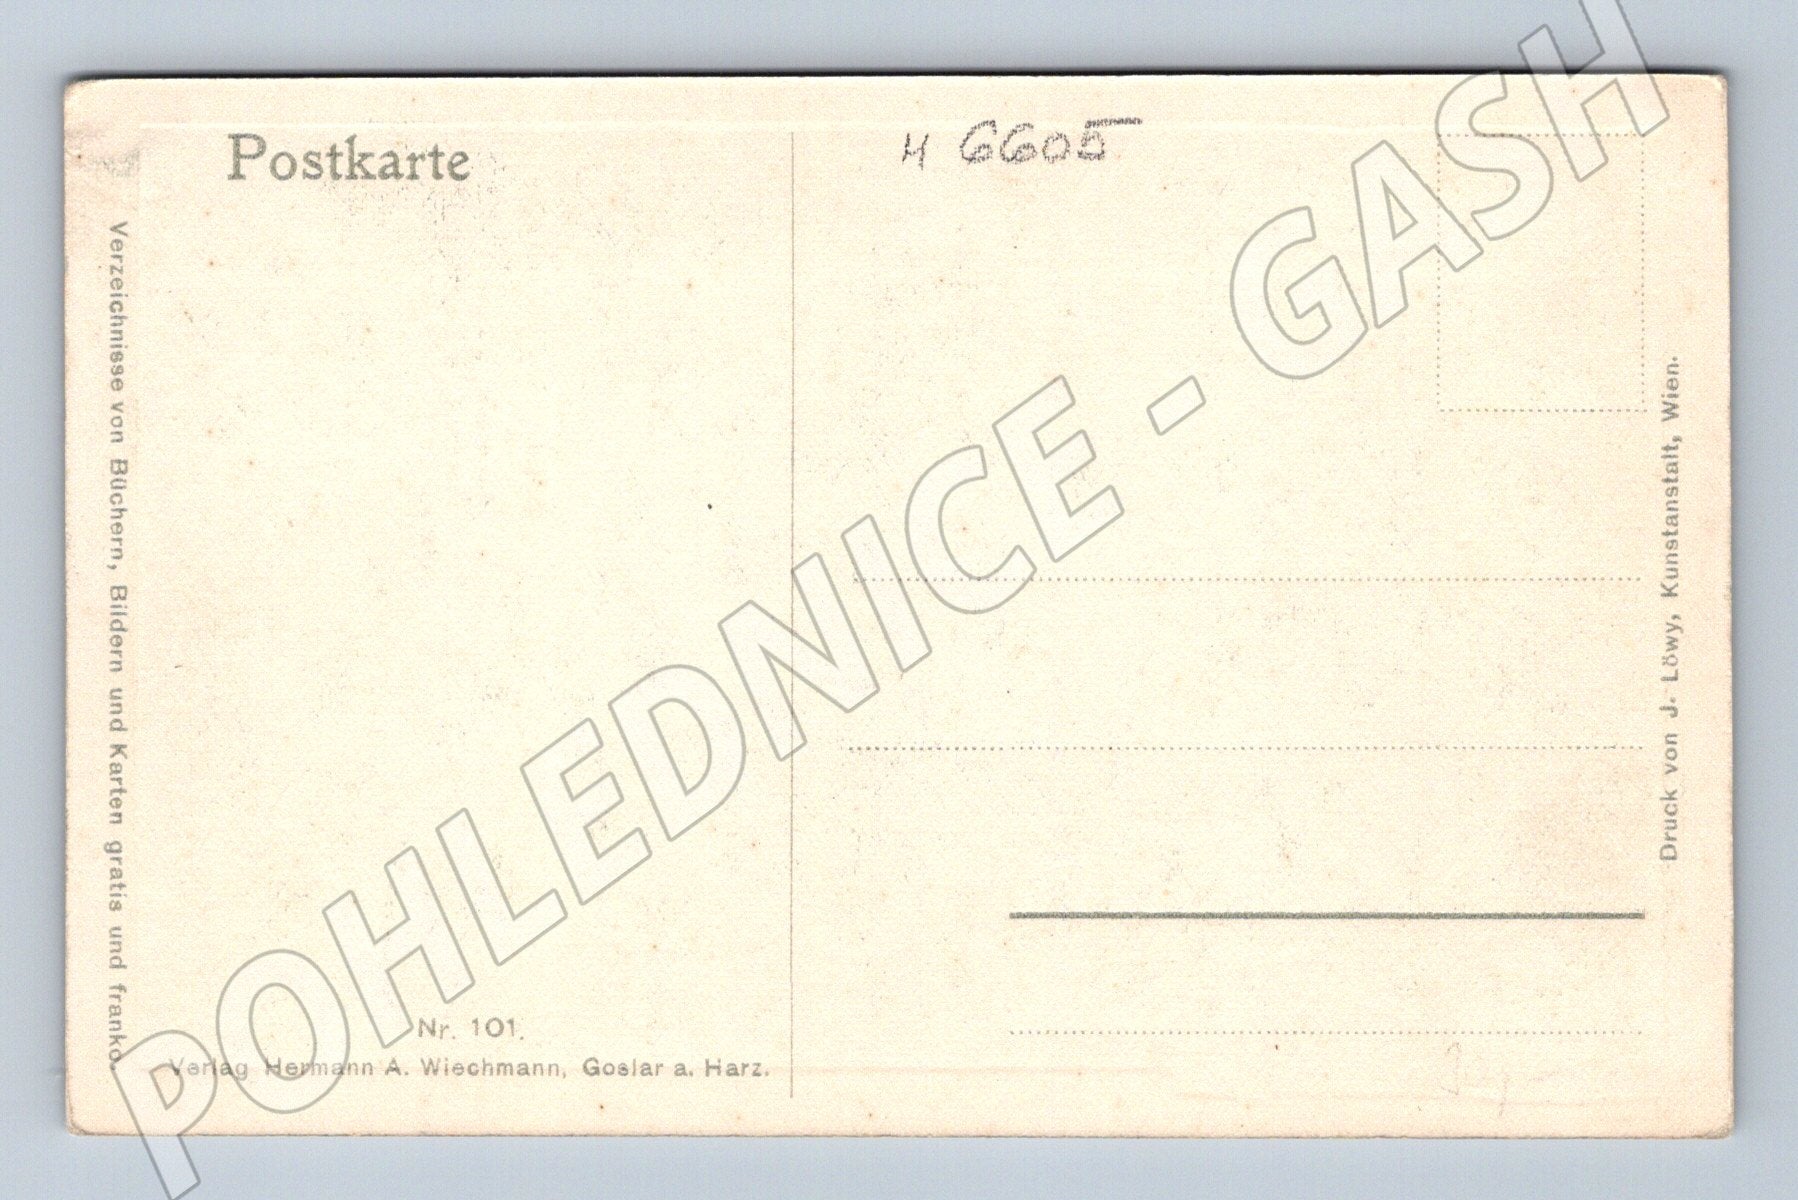 Postkarte
H 6605
Verzeichnisse von Büchern, Bildern und Karten gratis und franko.
Druck von J. Löwy, Kunstanstalt, Wien.
Nr. 101.
Verlag Hermann A. Wiechmann, Goslar a. Harz.
POHLEDNICE - GASH